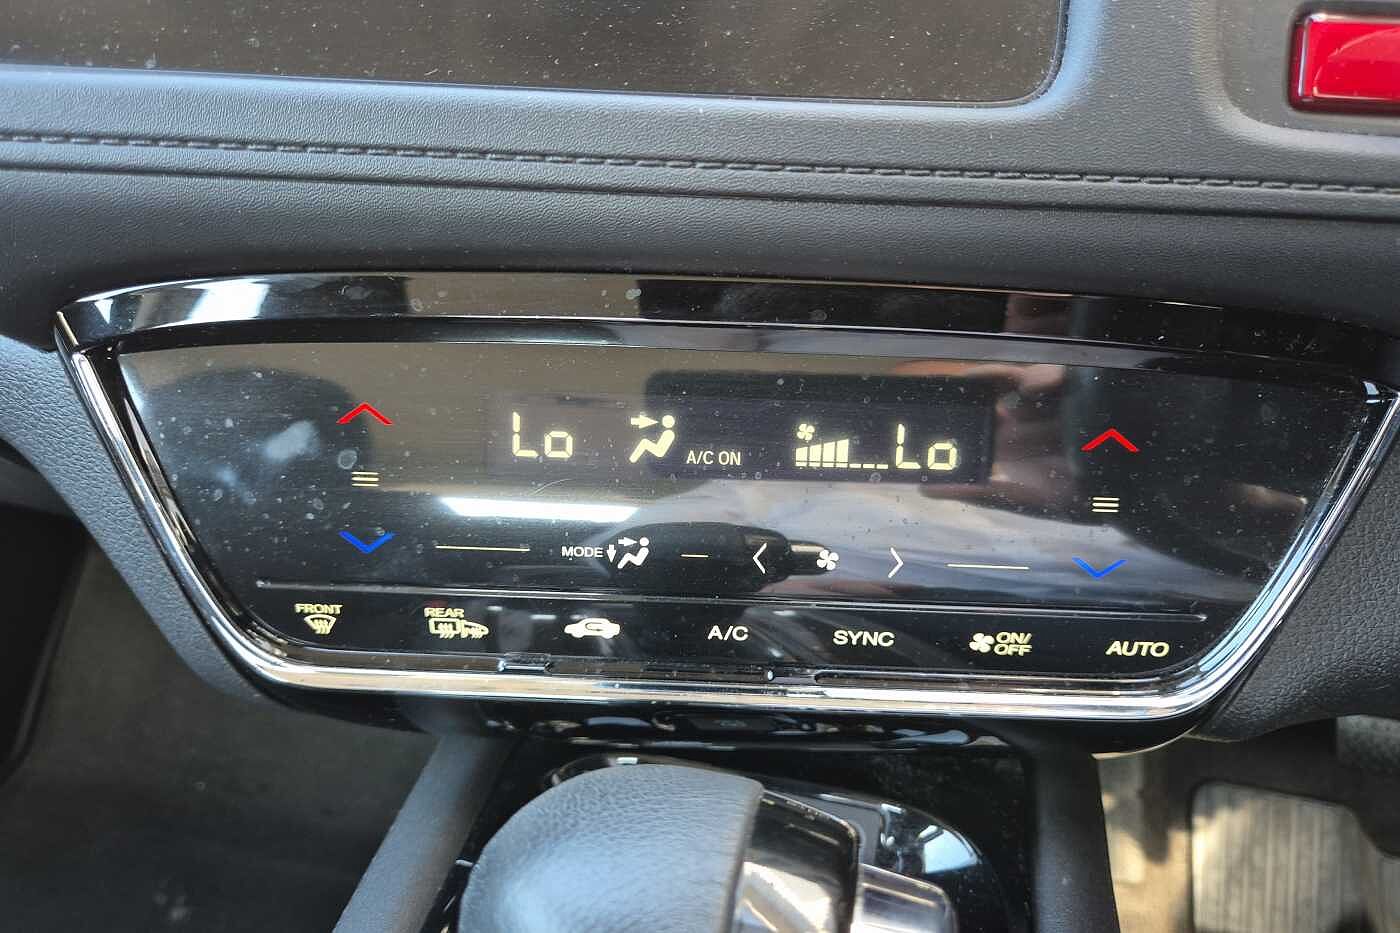 Lo A/C ON Lo
MODE
FRONT REAR A/C SYNC ON/OFF AUTO